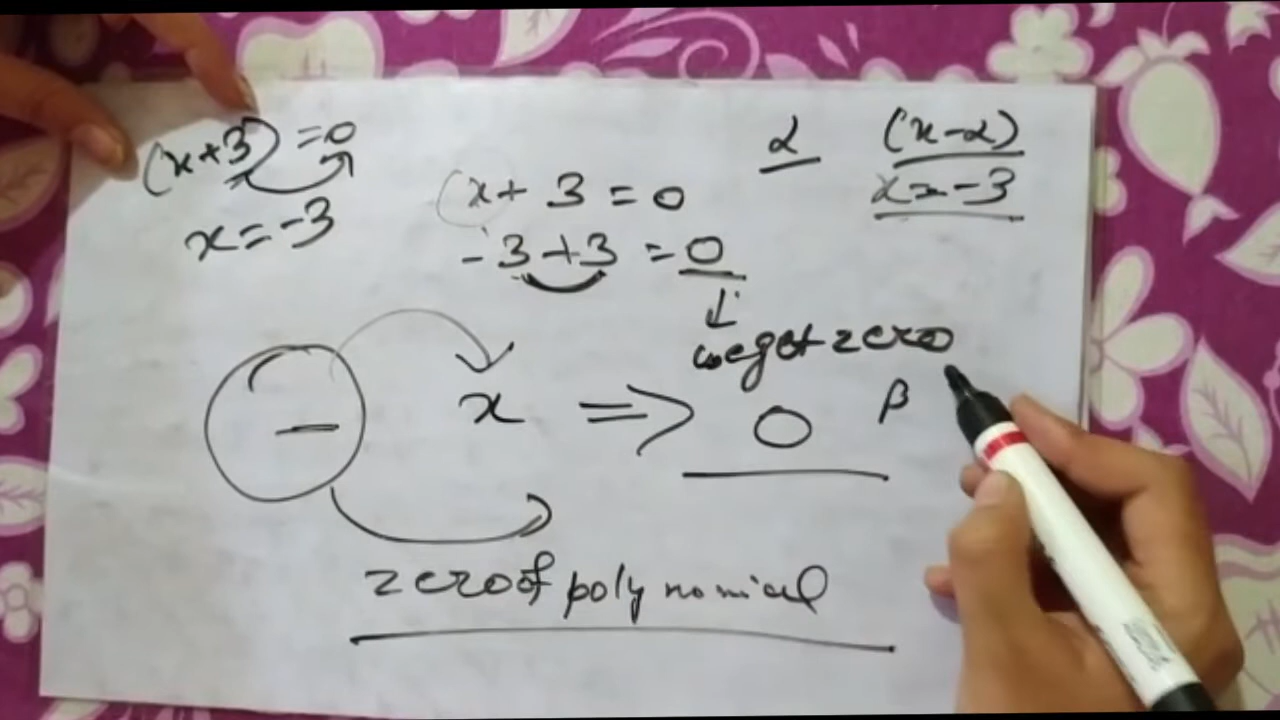 (x+3) =0
x=-3
α (x-α)
α=-3
(x+ 3 = 0
-3+3 = 0
↓
we get zero
– x => 0 β
zero of polynomial